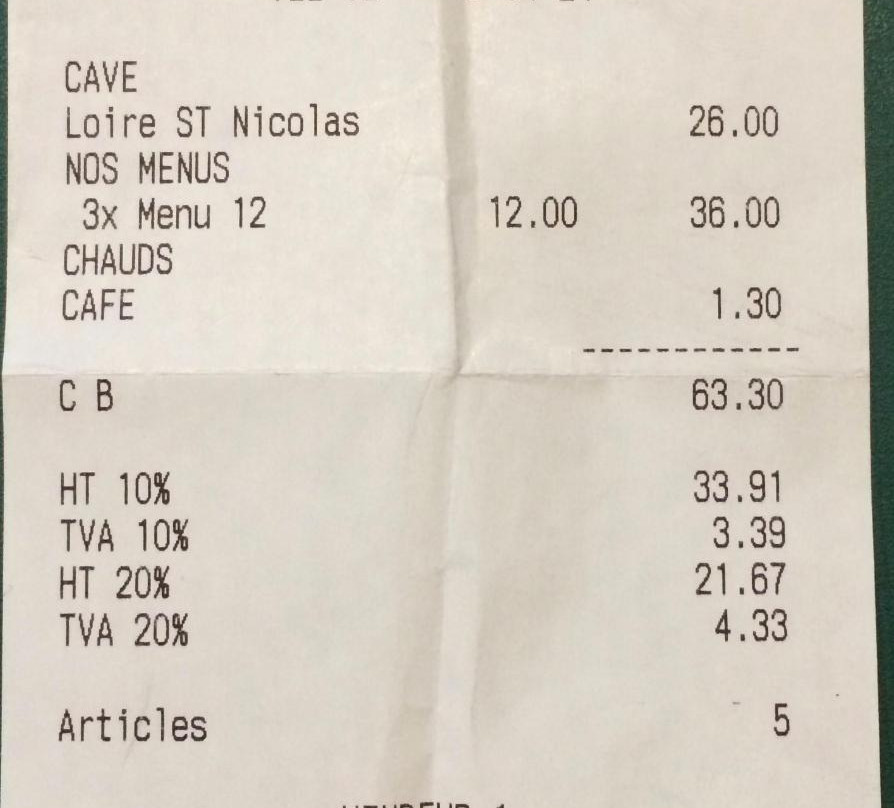 CAVE
Loire ST Nicolas 26.00
NOS MENUS
3x Menu 12 12.00 36.00
CHAUDS
CAFE 1.30
-----------
C B 63.30
HT 10% 33.91
TVA 10% 3.39
HT 20% 21.67
TVA 20% 4.33
Articles 5